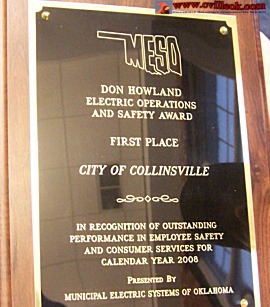 www.cvilleok.com
MESO
DON HOWLAND
ELECTRIC OPERATIONS
AND SAFETY AWARD
FIRST PLACE
CITY OF COLLINSVILLE
IN RECOGNITION OF OUTSTANDING
PERFORMANCE IN EMPLOYEE SAFETY
AND CONSUMER SERVICES FOR
CALENDAR YEAR 2008
PRESENTED BY
MUNICIPAL ELECTRIC SYSTEMS OF OKLAHOMA